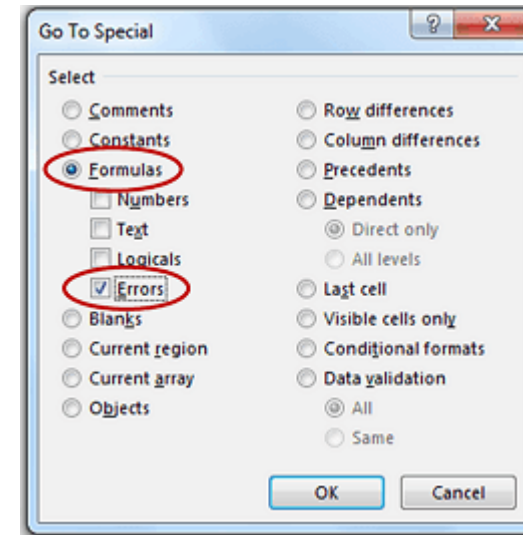 Go To Special
Select
Comments
Constants
Formulas
Numbers
Text
Logicals
Errors
Blanks
Current region
Current array
Objects
Row differences
Column differences
Precedents
Dependents
Direct only
All levels
Last cell
Visible cells only
Conditional formats
Data validation
All
Same
OK
Cancel